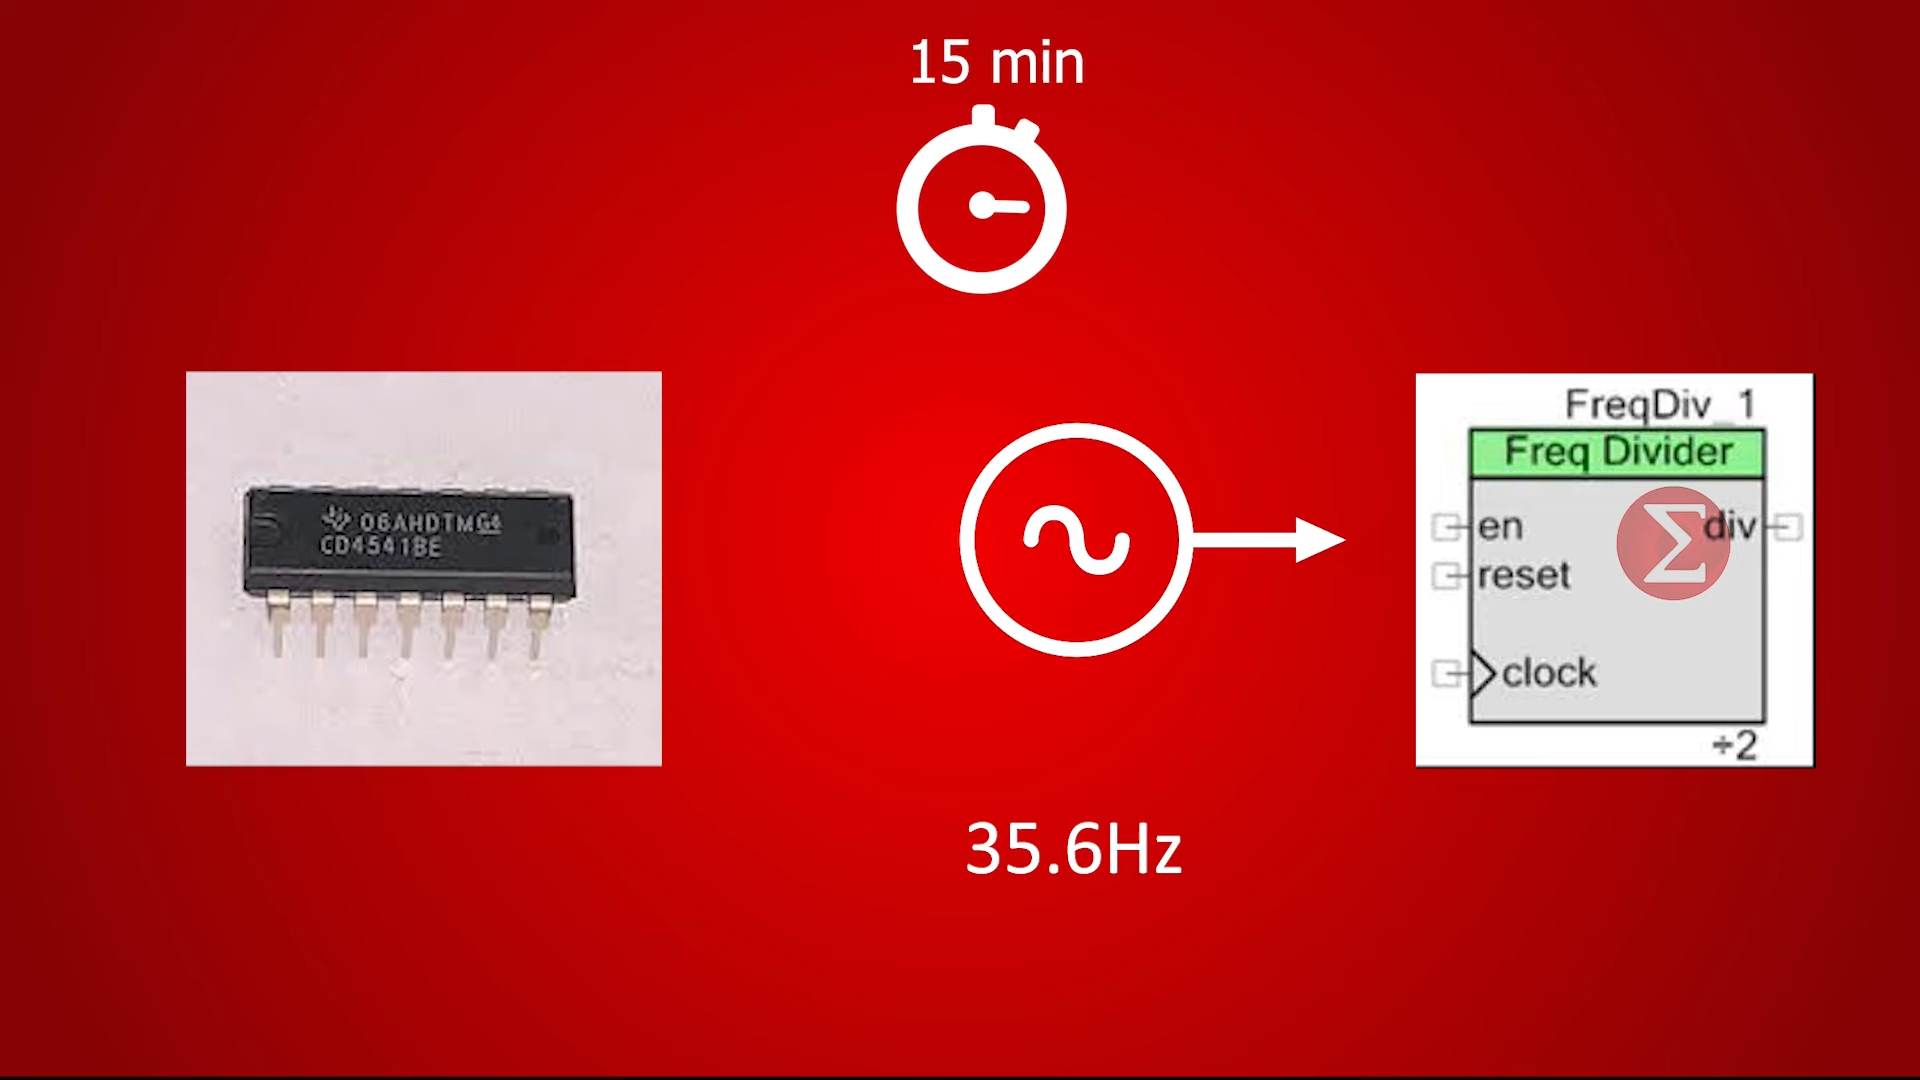 15 min
06AHDTMG4
CD4541BE
FreqDiv_1
Freq Divider
en
div
reset
clock
÷2
Σ
35.6Hz